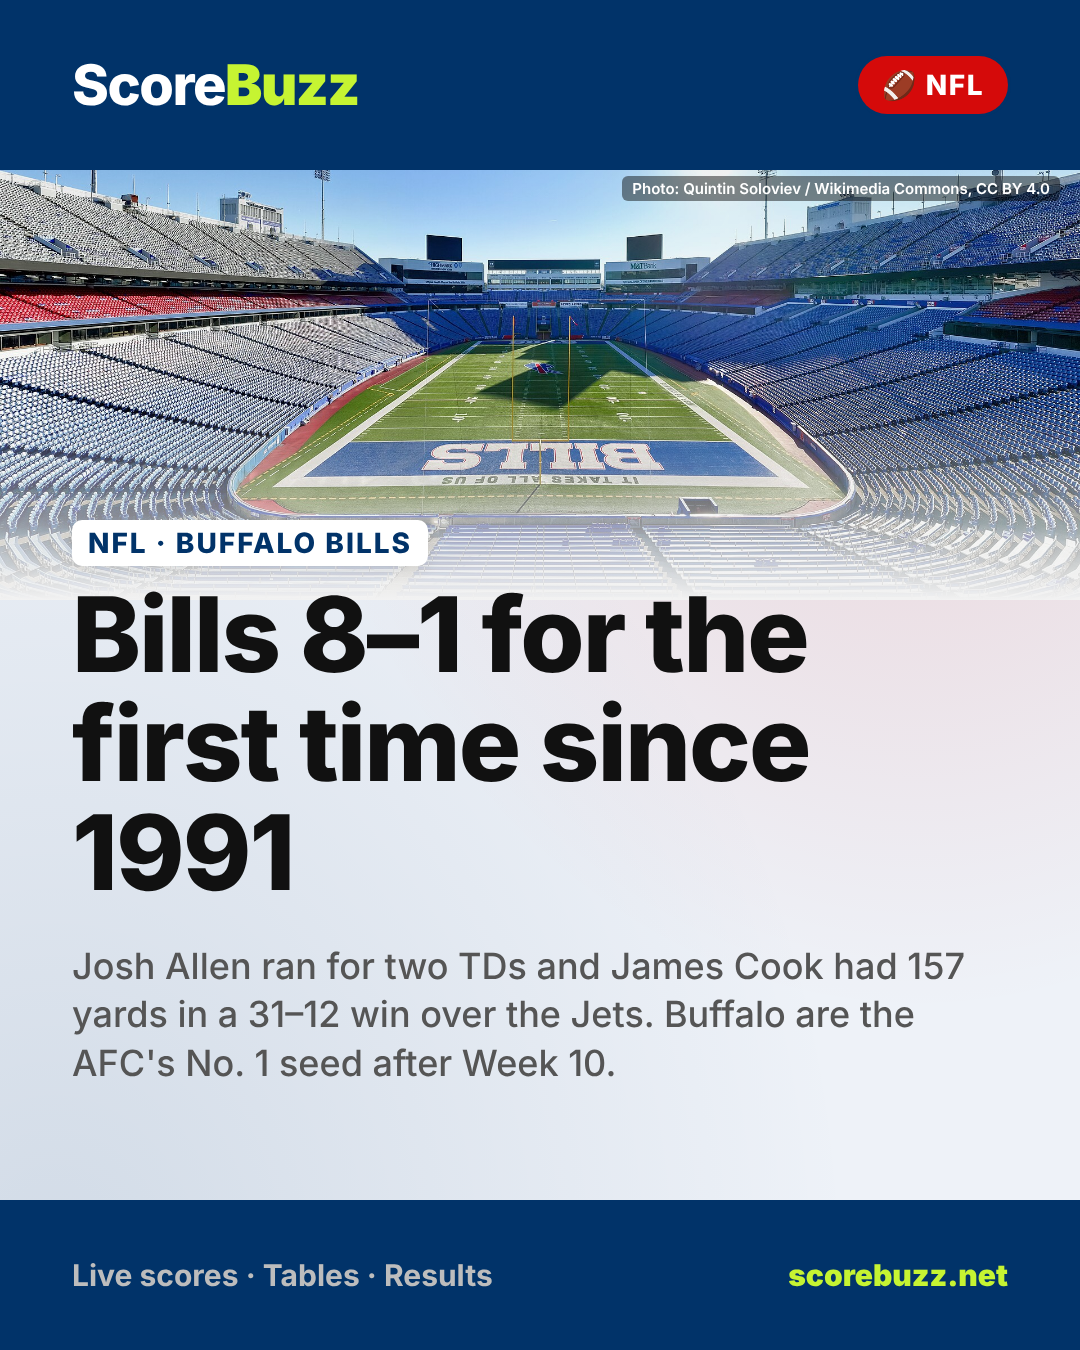 ScoreBuzz
🏈 NFL
Photo: Quintin Soloviev / Wikimedia Commons, CC BY 4.0
M&T Bank
BILLS
IT TAKES ALL OF US
NFL · BUFFALO BILLS
Bills 8–1 for the
first time since
1991
Josh Allen ran for two TDs and James Cook had 157
yards in a 31–12 win over the Jets. Buffalo are the
AFC's No. 1 seed after Week 10.
Live scores · Tables · Results
scorebuzz.net